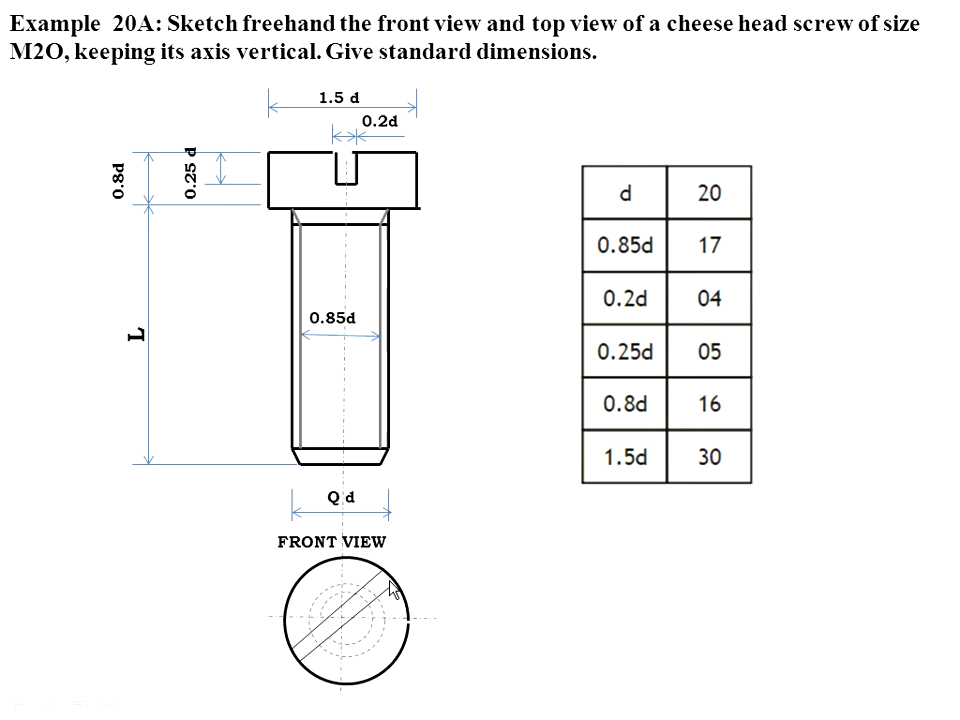 Example 20A: Sketch freehand the front view and top view of a cheese head screw of size
M2O, keeping its axis vertical. Give standard dimensions.
1.5 d
0.2d
0.8d
0.25 d
L
0.85d
Q d
FRONT VIEW
d 20
0.85d 17
0.2d 04
0.25d 05
0.8d 16
1.5d 30